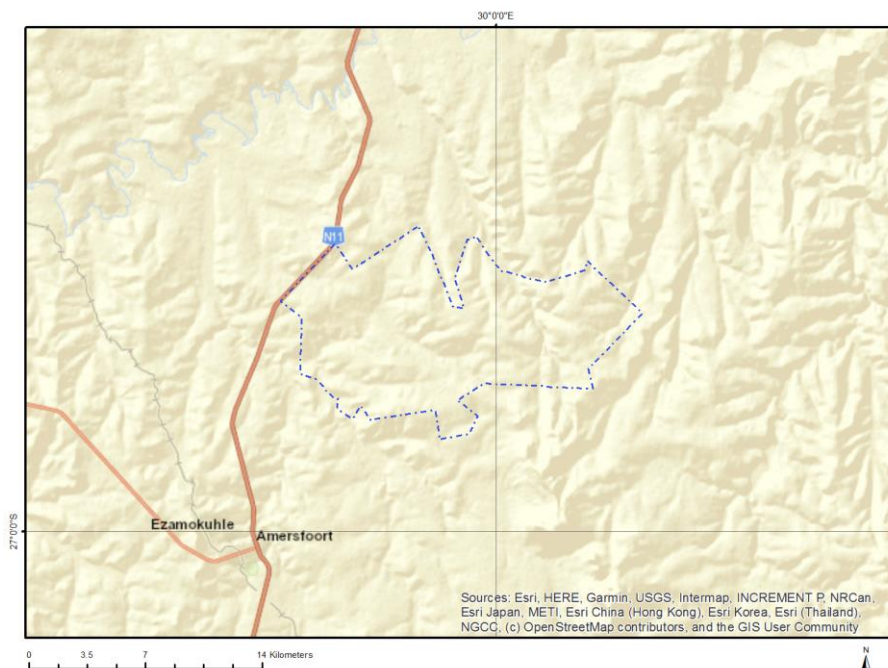 30°0'0"E
N11
27°0'0"S
Ezamokuhle
Amersfoort
Sources: Esri, HERE, Garmin, USGS, Intermap, INCREMENT P, NRCan,
Esri Japan, METI, Esri China (Hong Kong), Esri Korea, Esri (Thailand),
NGCC, (c) OpenStreetMap contributors, and the GIS User Community
0 3.5 7 14 Kilometers
N